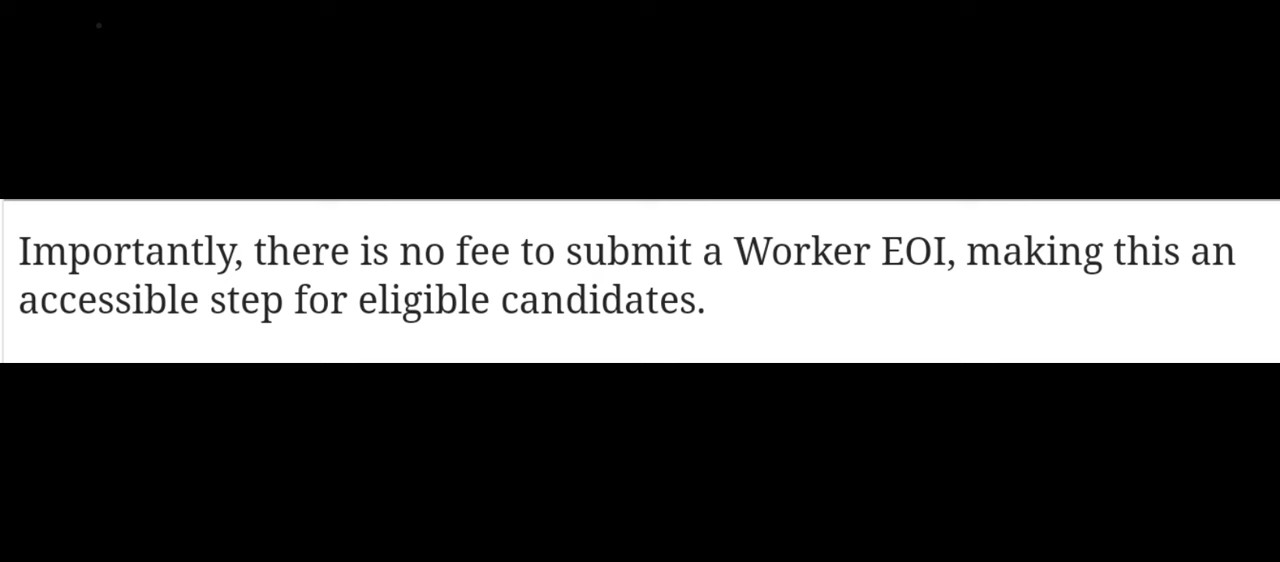 Importantly, there is no fee to submit a Worker EOI, making this an
accessible step for eligible candidates.